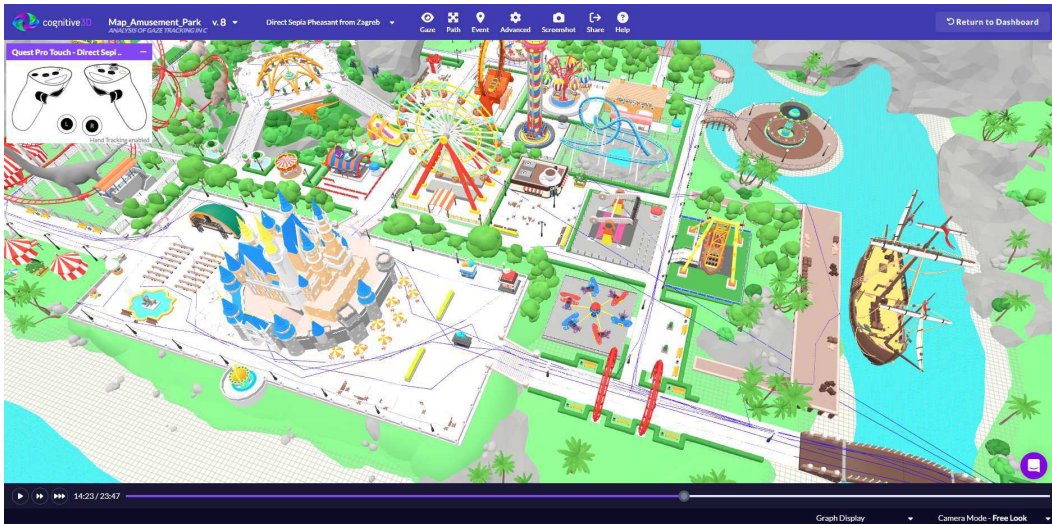 cognitive3D
Map_Amusement_Park v. 8
ANALYSIS OF GAZE TRACKING IN C
Direct Sepia Pheasant from Zagreb
Gaze Path Event Advanced Screenshot Share Help
Return to Dashboard
Quest Pro Touch - Direct Sepi ..
L R
Hand Tracking enabled
14:23 / 23:47
Graph Display
Camera Mode - Free Look